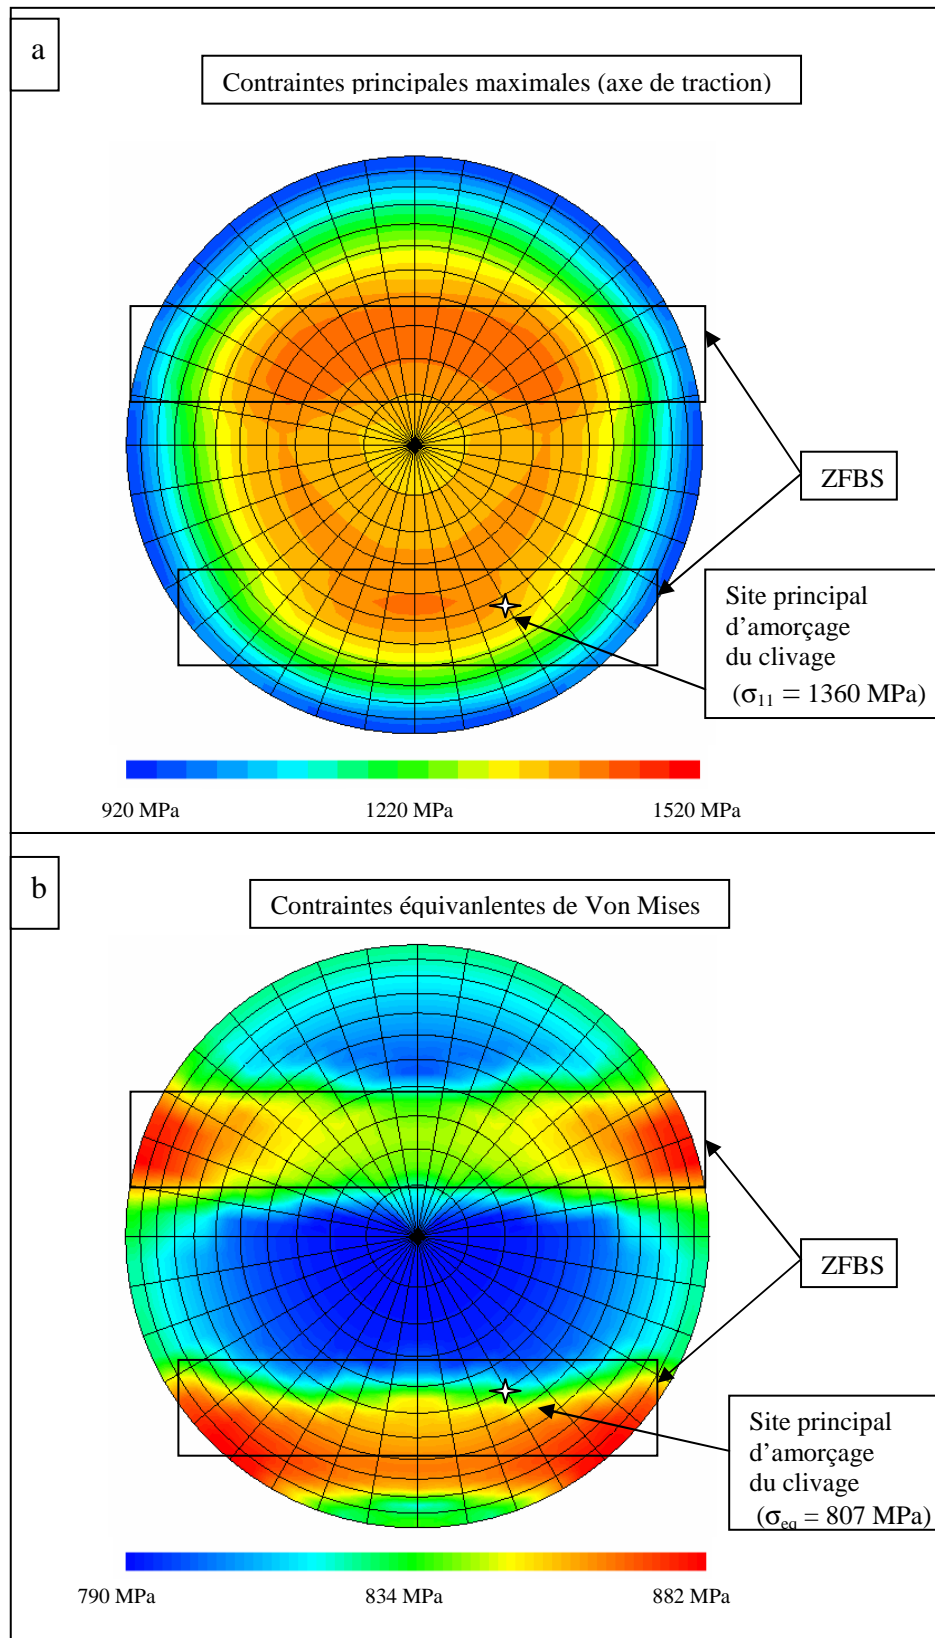 a
Contraintes principales maximales (axe de traction)
ZFBS
Site principal
d'amorçage
du clivage
(σ11 = 1360 MPa)
920 MPa
1220 MPa
1520 MPa
b
Contraintes équivanlentes de Von Mises
ZFBS
Site principal
d'amorçage
du clivage
(σeq = 807 MPa)
790 MPa
834 MPa
882 MPa